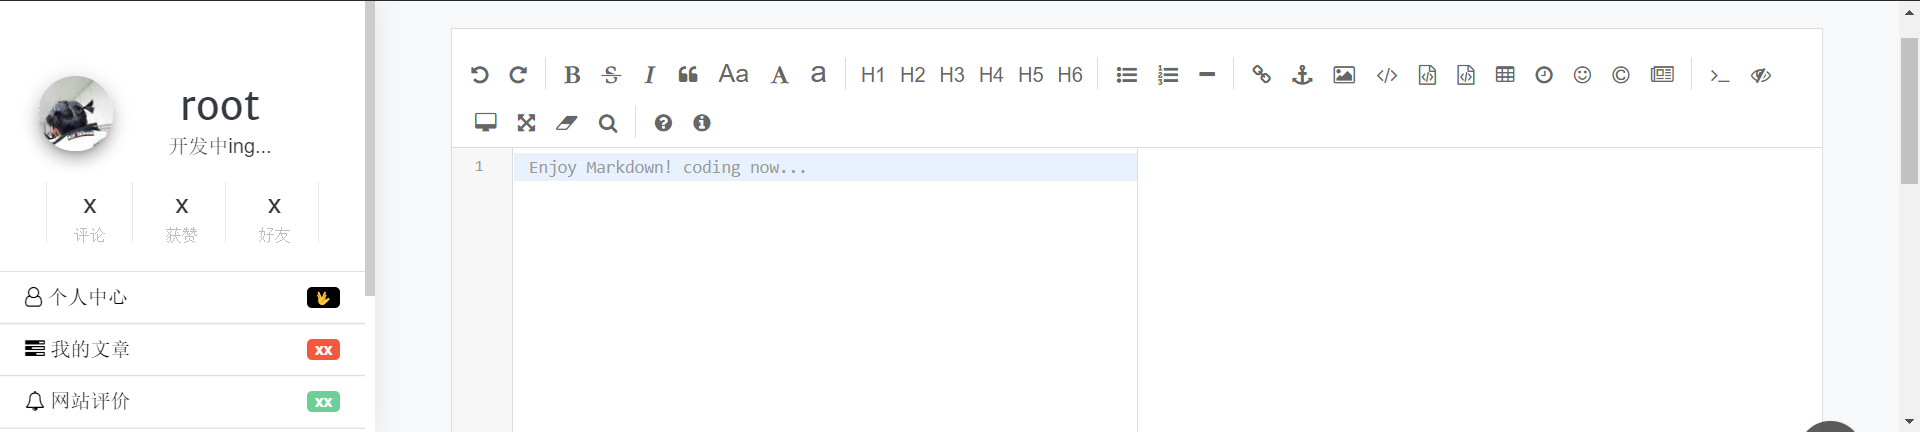 root
开发中ing...
x x x
评论 获赞 好友
个人中心
我的文章 xx
网站评价 xx
B S I Aa A a H1 H2 H3 H4 H5 H6
1 Enjoy Markdown! coding now...